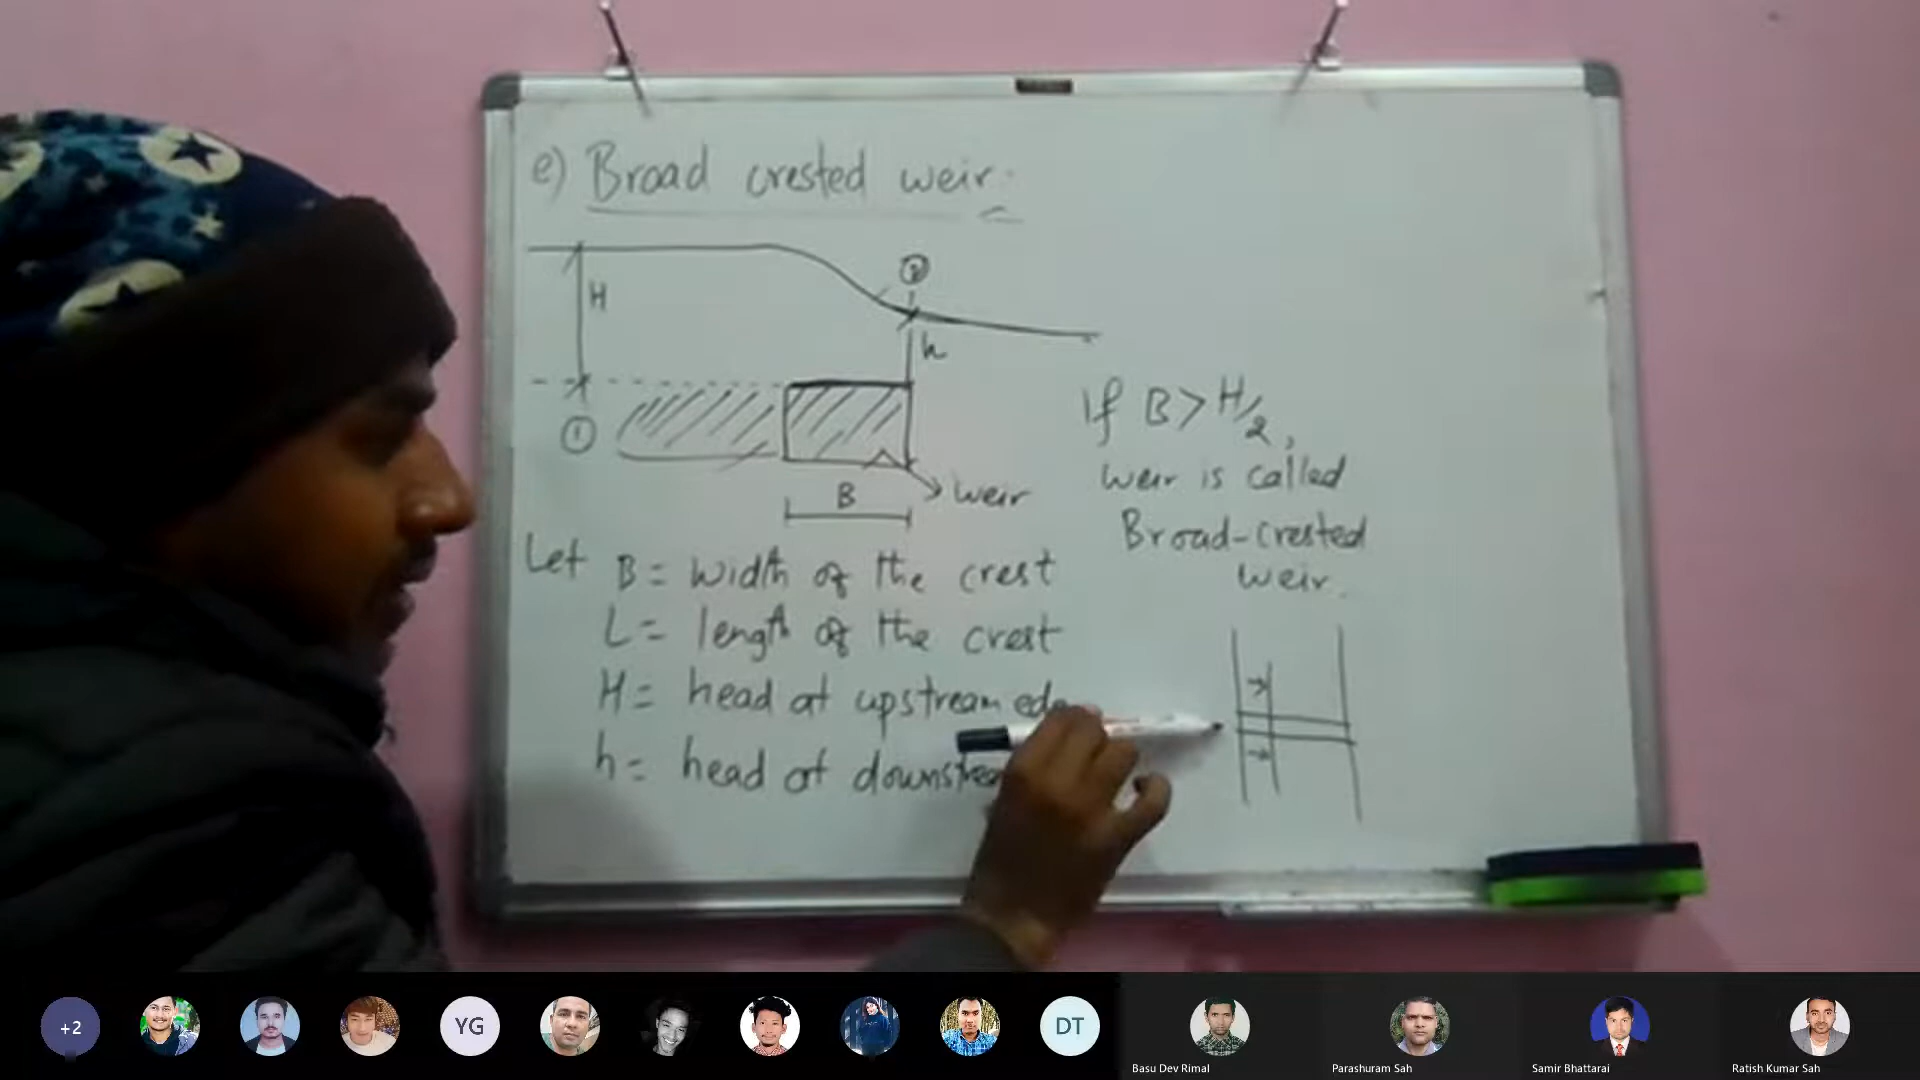 e) Broad crested weir:
②
H
h
①
If B > H/2,
weir is called
Broad-crested
weir.
B
weir
Let B = width of the crest
L = length of the crest
H = head at upstream
h = head at
+2
YG
DT
Basu Dev Rimal
Parashuram Sah
Samir Bhattarai
Ratish Kumar Sah